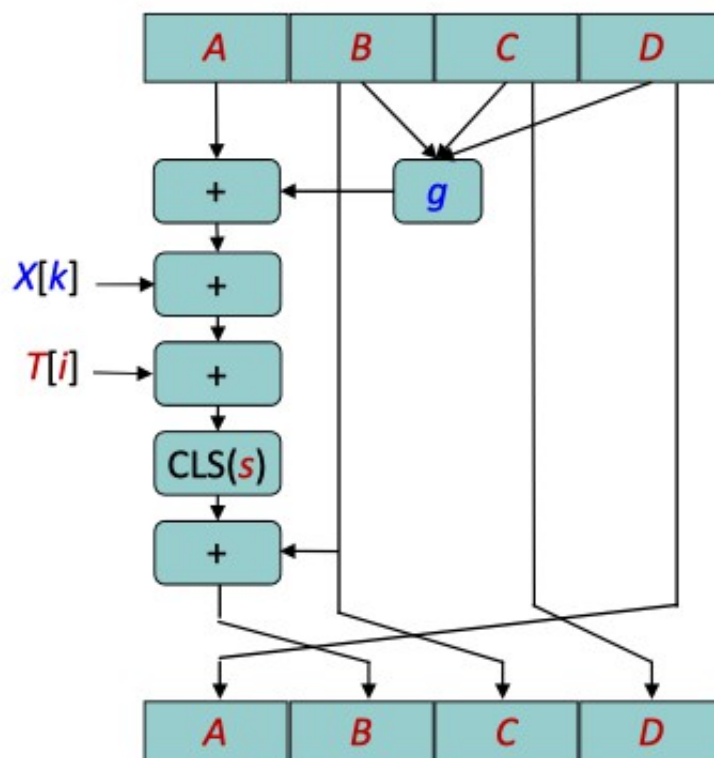 A B C D
+ g
X[k] +
T[i] +
CLS(s)
+
A B C D